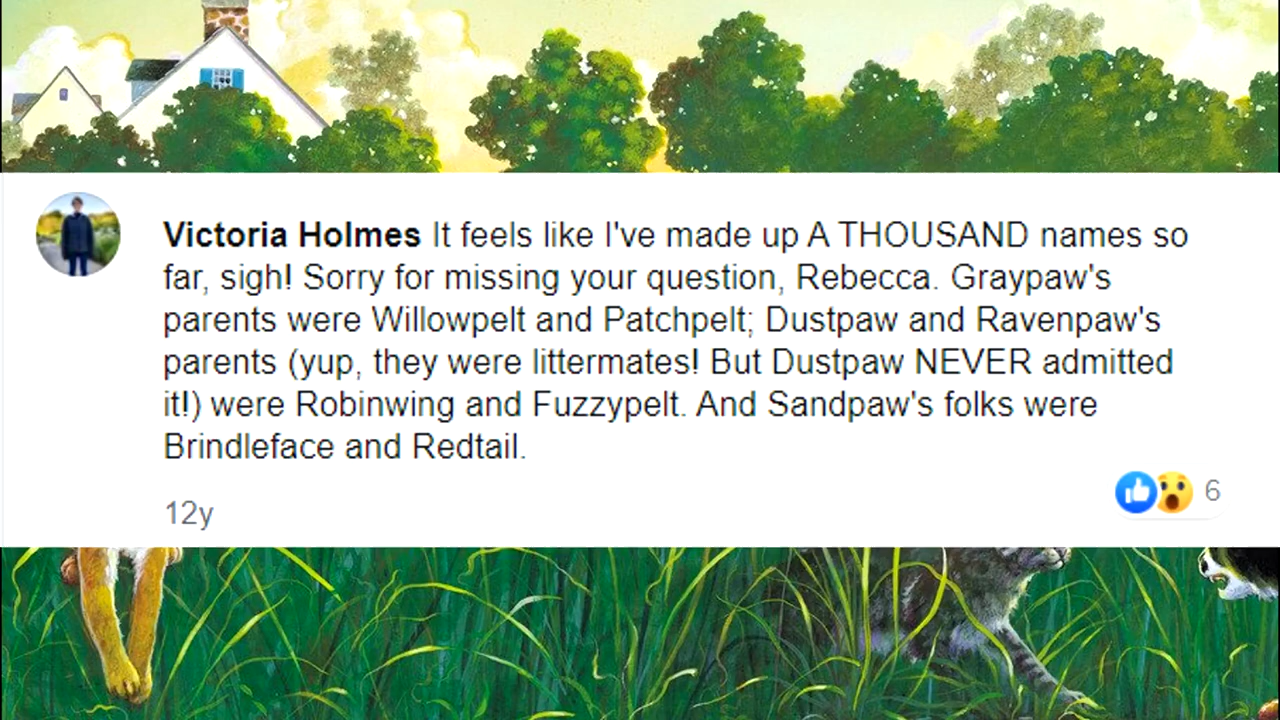 Victoria Holmes It feels like I've made up A THOUSAND names so
far, sigh! Sorry for missing your question, Rebecca. Graypaw's
parents were Willowpelt and Patchpelt; Dustpaw and Ravenpaw's
parents (yup, they were littermates! But Dustpaw NEVER admitted
it!) were Robinwing and Fuzzypelt. And Sandpaw's folks were
Brindleface and Redtail.
12y
6